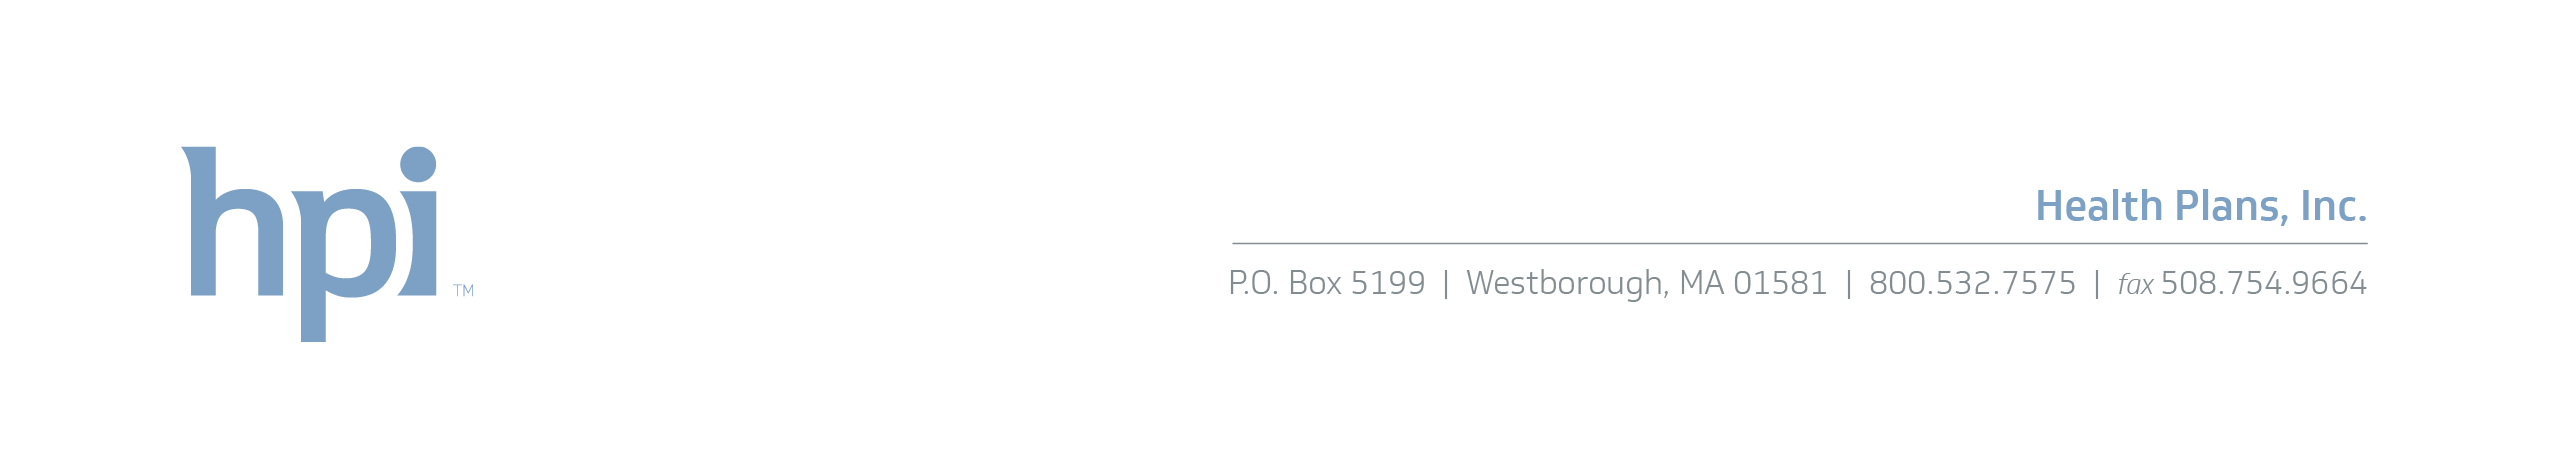 hpi™
Health Plans, Inc.
P.O. Box 5199 | Westborough, MA 01581 | 800.532.7575 | fax 508.754.9664